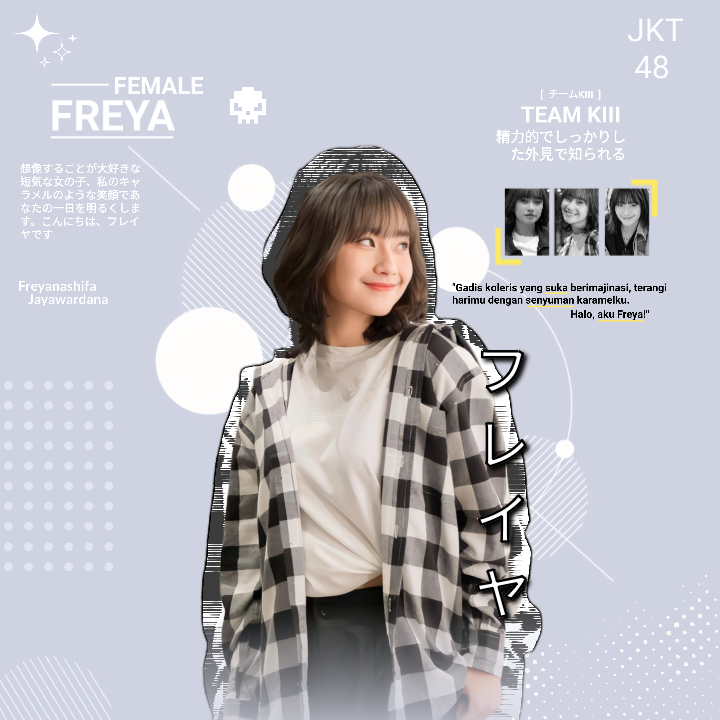 JKT
48
FEMALE
FREYA
[ チームKIII ]
TEAM KIII
精力的でしっかりし
た外見で知られる
想像することが大好きな
短気な女の子、私のキャ
ラメルのような笑顔であ
なたの一日を明るくしま
す。こんにちは、フレイ
ヤです
Freyanashifa
Jayawardana
"Gadis koleris yang suka berimajinasi, terangi
harimu dengan senyuman karamelku.
Halo, aku Freya!"
フレイヤ